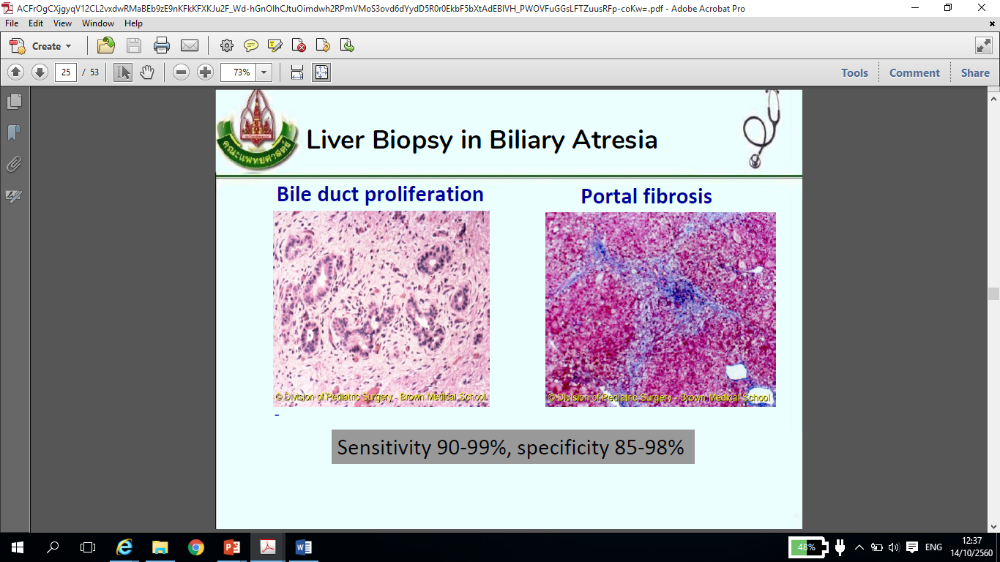 ACFrOgCXjgyqV12CL2vxdwRMaBEb9zE9nKFkKFXKJu2F_Wd-hGnOlhCJtuOimdwh2RPmVMoS3ovd6dYydD5R0r0EkbF5bXtAdEBlVH_PWOVFuGGsLFTZuusRFp-coKw=.pdf - Adobe Acrobat Pro
File Edit View Window Help
Create
25 / 53 73% Tools Comment Share
คณะแพทยศาสตร์
Liver Biopsy in Biliary Atresia
Bile duct proliferation
Portal fibrosis
© Division of Pediatric Surgery - Brown Medical School
© Division of Pediatric Surgery - Brown Medical School
-
Sensitivity 90-99%, specificity 85-98%
48% ENG
12:37
14/10/2560